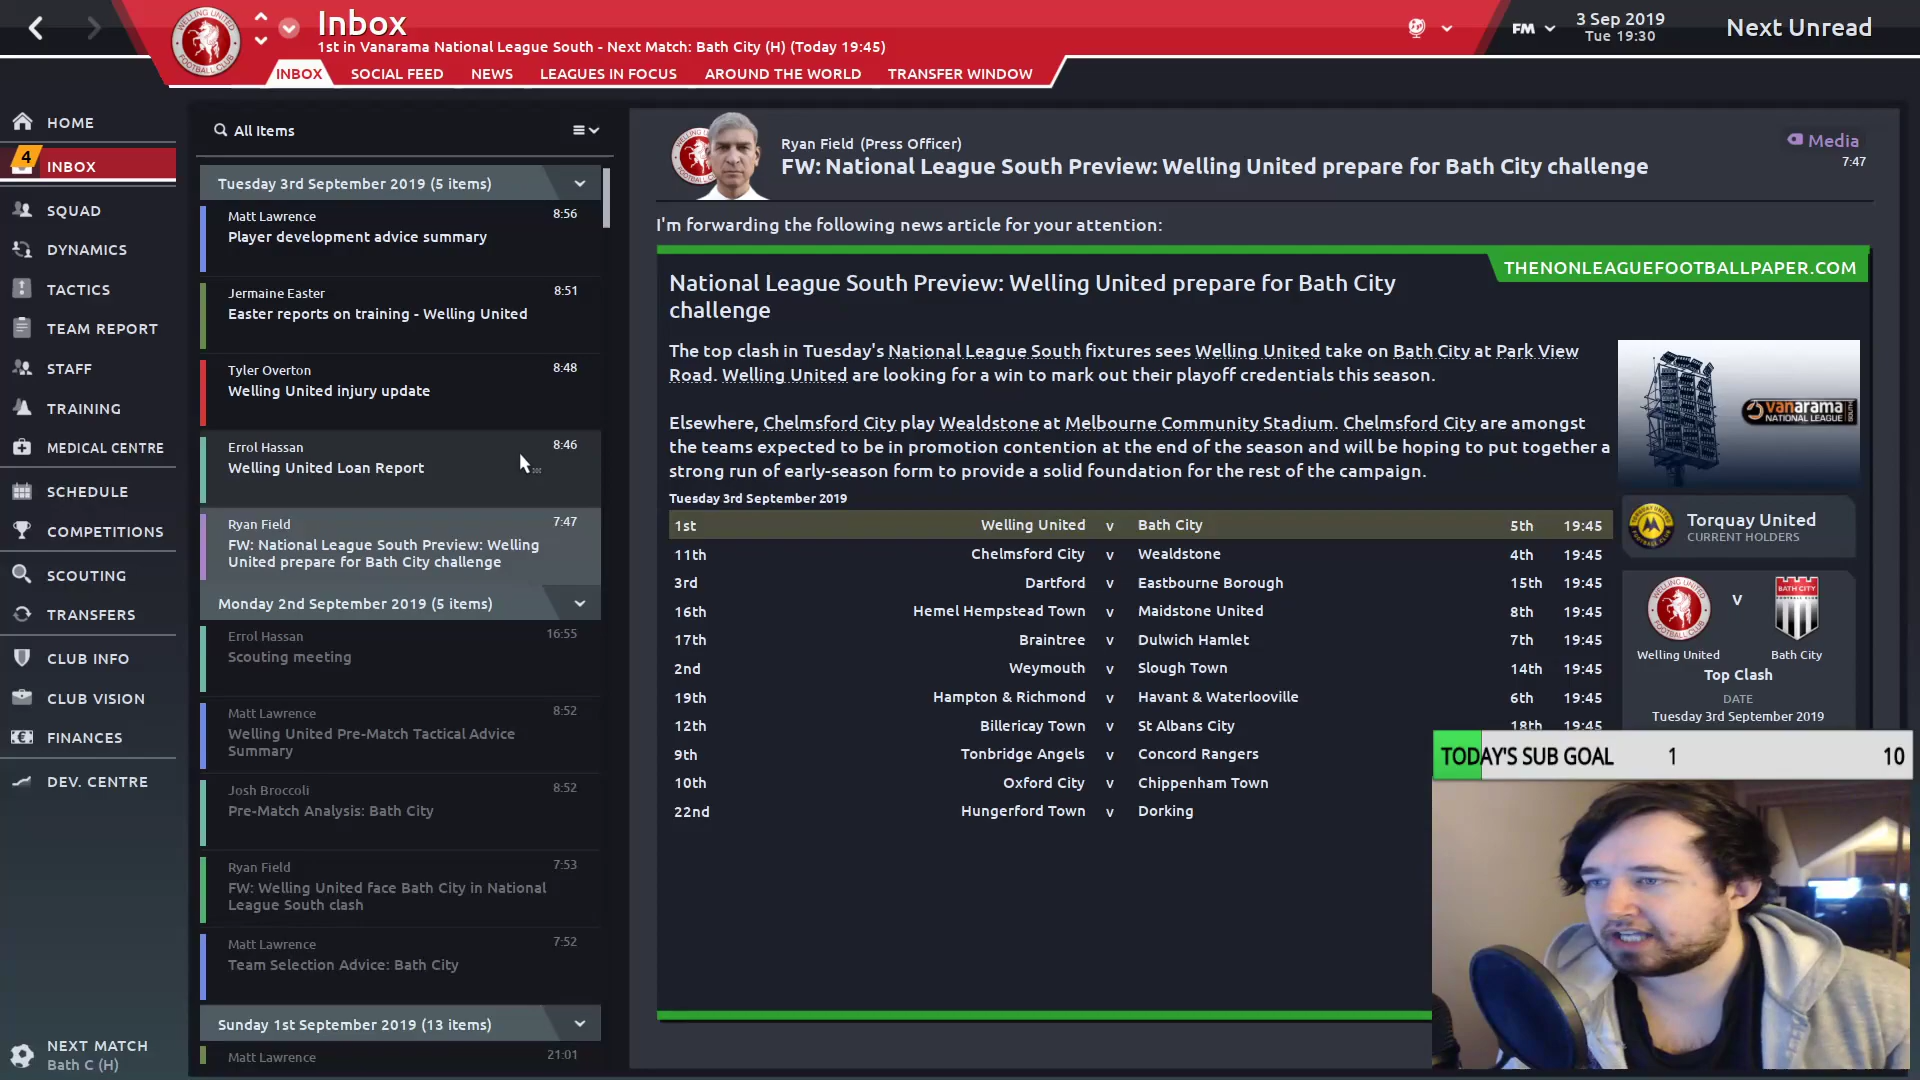 Inbox
1st in Vanarama National League South - Next Match: Bath City (H) (Today 19:45)
FM
3 Sep 2019
Tue 19:30
Next Unread
INBOX SOCIAL FEED NEWS LEAGUES IN FOCUS AROUND THE WORLD TRANSFER WINDOW
HOME
4
INBOX
SQUAD
DYNAMICS
TACTICS
TEAM REPORT
STAFF
TRAINING
MEDICAL CENTRE
SCHEDULE
COMPETITIONS
SCOUTING
TRANSFERS
CLUB INFO
CLUB VISION
FINANCES
DEV. CENTRE
NEXT MATCH
Bath C (H)
All Items
Tuesday 3rd September 2019 (5 items)
Matt Lawrence 8:56
Player development advice summary
Jermaine Easter 8:51
Easter reports on training - Welling United
Tyler Overton 8:48
Welling United injury update
Errol Hassan 8:46
Welling United Loan Report
Ryan Field 7:47
FW: National League South Preview: Welling
United prepare for Bath City challenge
Monday 2nd September 2019 (5 items)
Errol Hassan 16:55
Scouting meeting
Matt Lawrence 8:52
Welling United Pre-Match Tactical Advice
Summary
Josh Broccoli 8:52
Pre-Match Analysis: Bath City
Ryan Field 7:53
FW: Welling United face Bath City in National
League South clash
Matt Lawrence 7:52
Team Selection Advice: Bath City
Sunday 1st September 2019 (13 items)
Matt Lawrence 21:01
Ryan Field (Press Officer)
FW: National League South Preview: Welling United prepare for Bath City challenge
Media
7:47
I'm forwarding the following news article for your attention:
THENONLEAGUEFOOTBALLPAPER.COM
National League South Preview: Welling United prepare for Bath City
challenge
The top clash in Tuesday's National League South fixtures sees Welling United take on Bath City at Park View
Road. Welling United are looking for a win to mark out their playoff credentials this season.
Elsewhere, Chelmsford City play Wealdstone at Melbourne Community Stadium. Chelmsford City are amongst
the teams expected to be in promotion contention at the end of the season and will be hoping to put together a
strong run of early-season form to provide a solid foundation for the rest of the campaign.
Tuesday 3rd September 2019
1st Welling United v Bath City 5th 19:45
11th Chelmsford City v Wealdstone 4th 19:45
3rd Dartford v Eastbourne Borough 15th 19:45
16th Hemel Hempstead Town v Maidstone United 8th 19:45
17th Braintree v Dulwich Hamlet 7th 19:45
2nd Weymouth v Slough Town 14th 19:45
19th Hampton & Richmond v Havant & Waterlooville 6th 19:45
12th Billericay Town v St Albans City 18th 19:45
9th Tonbridge Angels v Concord Rangers
10th Oxford City v Chippenham Town
22nd Hungerford Town v Dorking
vanarama
NATIONAL LEAGUE SOUTH
Torquay United
CURRENT HOLDERS
WELLING UNITED
FOOTBALL CLUB
v
BATH CITY
Welling United Bath City
Top Clash
DATE
Tuesday 3rd September 2019
TODAY'S SUB GOAL 1 10